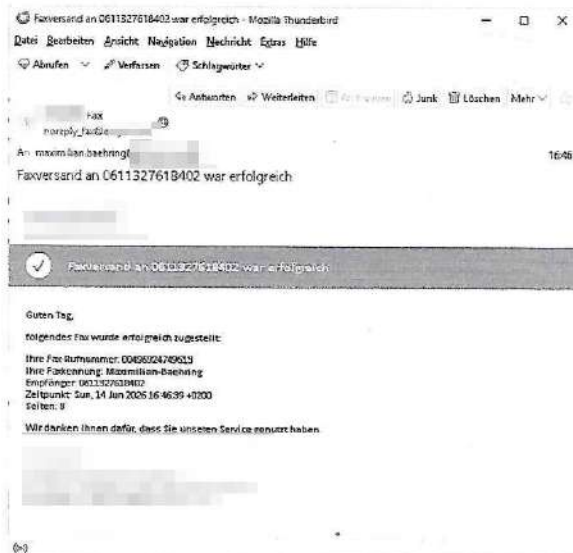 Faxversand an 0611327618402 war erfolgreich - Mozilla Thunderbird
Datei Bearbeiten Ansicht Navigation Nachricht Extras Hilfe
Abrufen Verfassen Schlagwörter
Antworten Weiterleiten Junk Löschen Mehr
Fax
An maximilian.baehring@
16:46
Faxversand an 0611327618402 war erfolgreich
Faxversand an 0611327618402 war erfolgreich
Guten Tag,
folgendes Fax wurde erfolgreich zugestellt:
Ihre Fax-Rufnummer: 
Ihre Faxkennung: Maximilian-Baehring
Empfänger: 0611327618402
Zeitpunkt: Sun, 14 Jun 2026 16:46:39 +0200
Seiten: 
Wir danken Ihnen dafür, dass Sie unseren Service genutzt haben.